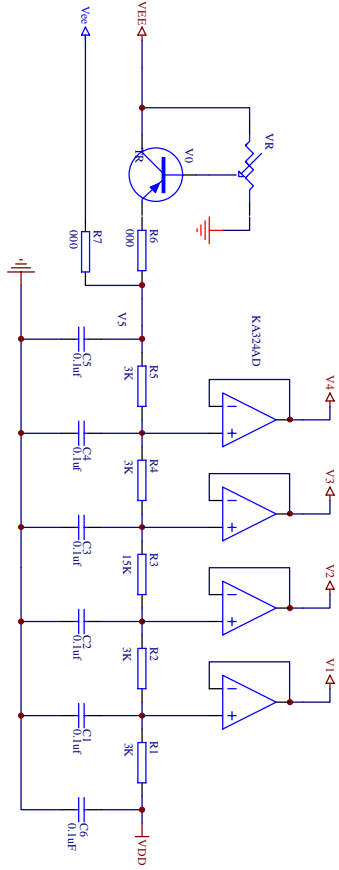 Vee
VEE
VR
V0
TR
R7
000
R6
000
V5
KA324AD
V4
V3
V2
V1
R5
3K
R4
3K
R3
15K
R2
3K
R1
3K
C5
0.1uf
C4
0.1uf
C3
0.1uf
C2
0.1uf
C1
0.1uf
C6
0.1uF
VDD